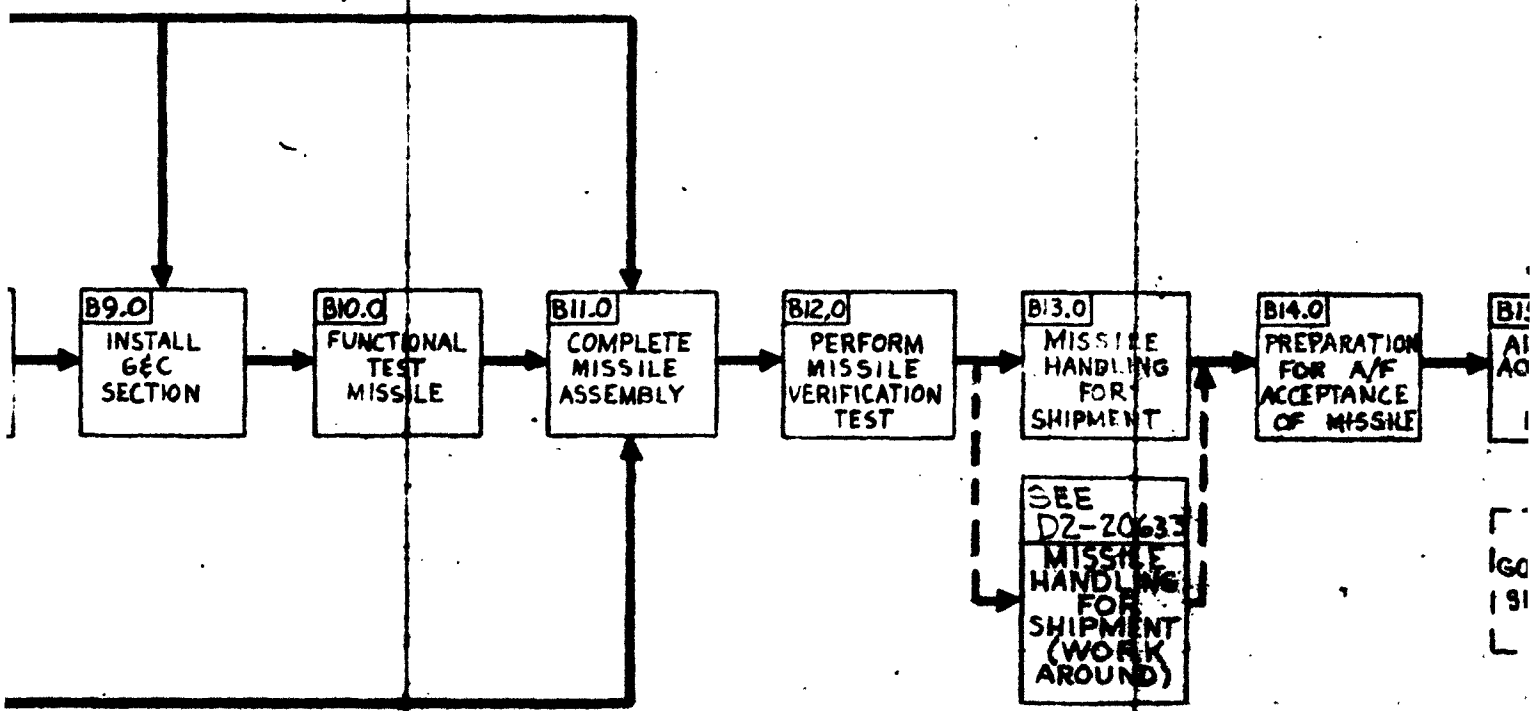 B9.0
INSTALL
G&C
SECTION
B10.0
FUNCTIONAL
TEST
MISSILE
B11.0
COMPLETE
MISSILE
ASSEMBLY
B12,0
PERFORM
MISSILE
VERIFICATION
TEST
B13.0
MISSILE
HANDLING
FOR
SHIPMENT
SEE
D2-20633
MISSILE
HANDLING
FOR
SHIPMENT
(WORK
AROUND)
B14.0
PREPARATION
FOR A/F
ACCEPTANCE
OF MISSILE